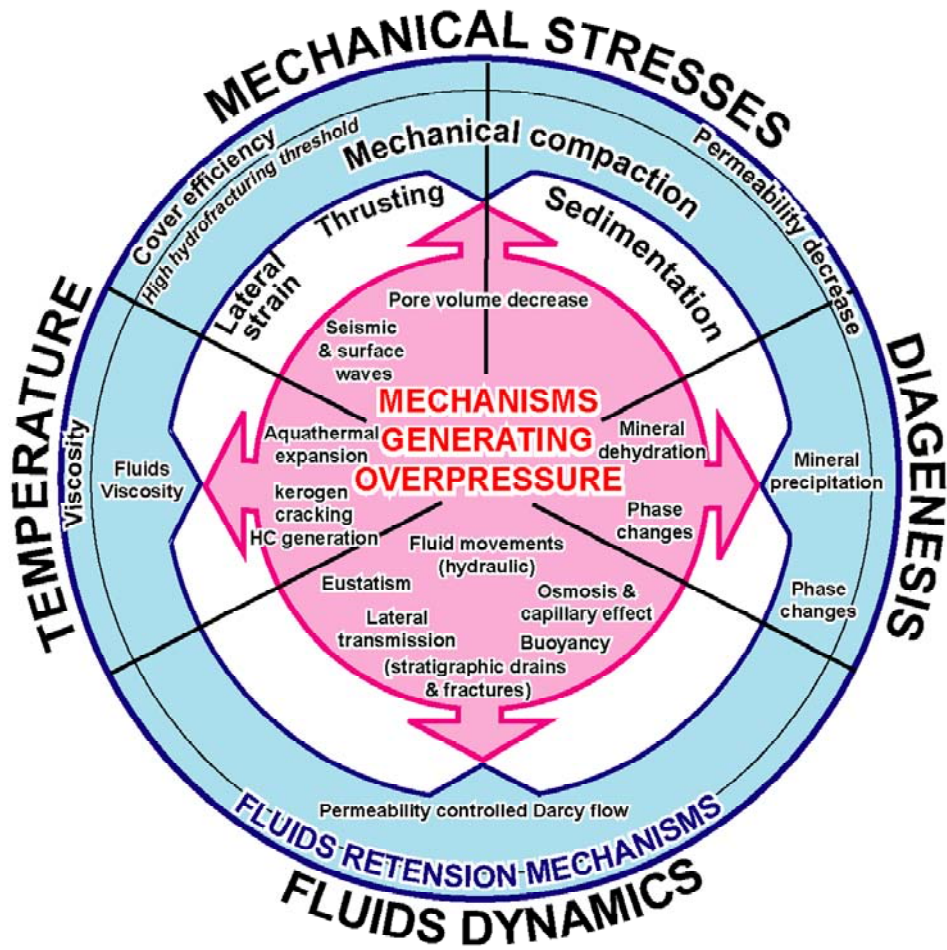 MECHANICAL STRESSES
Cover efficiency
High hydrofracturing threshold
Mechanical compaction
Permeability decrease
Thrusting
Sedimentation
Lateral
strain
Pore volume decrease
Seismic
& surface
waves
TEMPERATURE
DIAGENESIS
MECHANISMS
GENERATING
OVERPRESSURE
Viscosity
Fluids
Viscosity
Aquathermal
expansion
kerogen
cracking
HC generation
Mineral
dehydration
Phase
changes
Mineral
precipitation
Phase
changes
Fluid movements
(hydraulic)
Eustatism
Osmosis &
capillary effect
Lateral
transmission
Buoyancy
(stratigraphic drains
& fractures)
Permeability controlled Darcy flow
FLUIDS RETENSION MECHANISMS
FLUIDS DYNAMICS